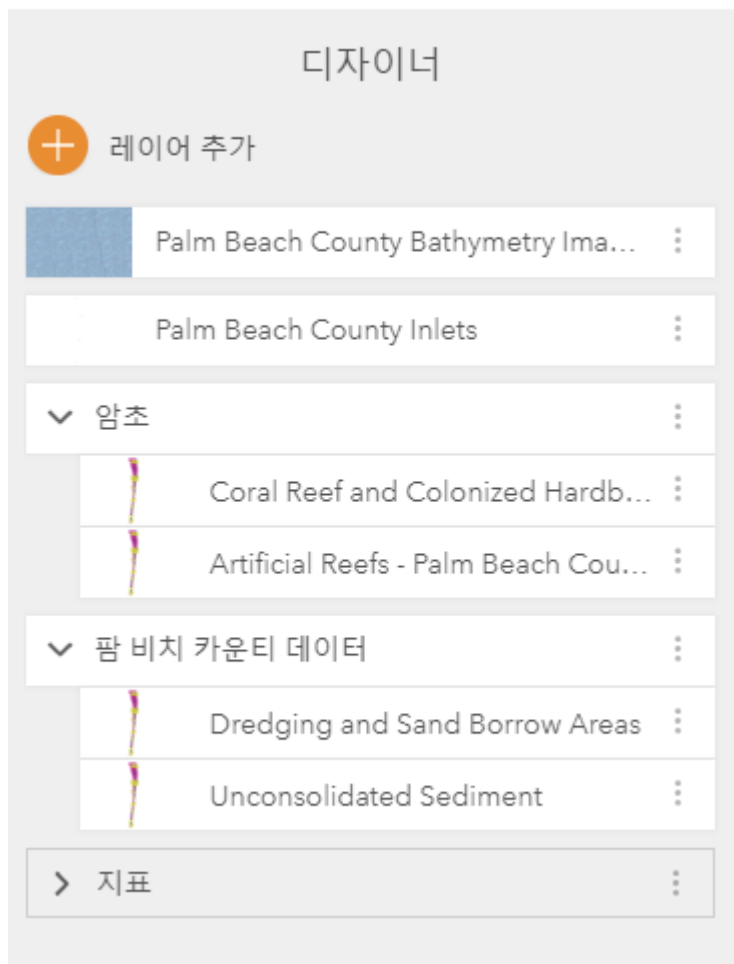 디자이너
레이어 추가
Palm Beach County Bathymetry Ima...
Palm Beach County Inlets
암초
Coral Reef and Colonized Hardb...
Artificial Reefs - Palm Beach Cou...
팜 비치 카운티 데이터
Dredging and Sand Borrow Areas
Unconsolidated Sediment
지표